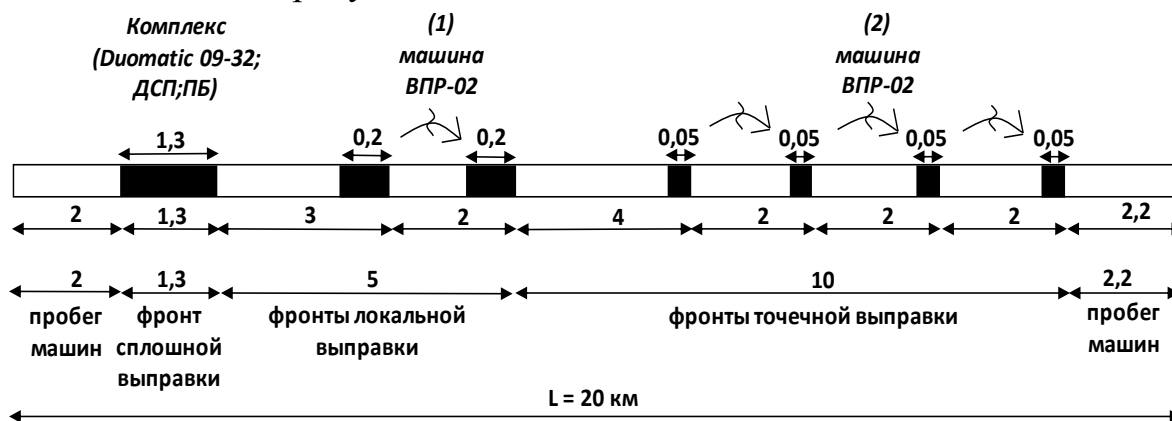 Комплекс
(Duomatic 09-32;
ДСП;ПБ)
(1)
машина
ВПР-02
(2)
машина
ВПР-02
1,3
0,2
0,2
0,05
0,05
0,05
0,05
2
1,3
3
2
4
2
2
2
2,2
2
1,3
5
10
2,2
пробег
машин
фронт
сплошной
выправки
фронты локальной
выправки
фронты точечной выправки
пробег
машин
L = 20 км